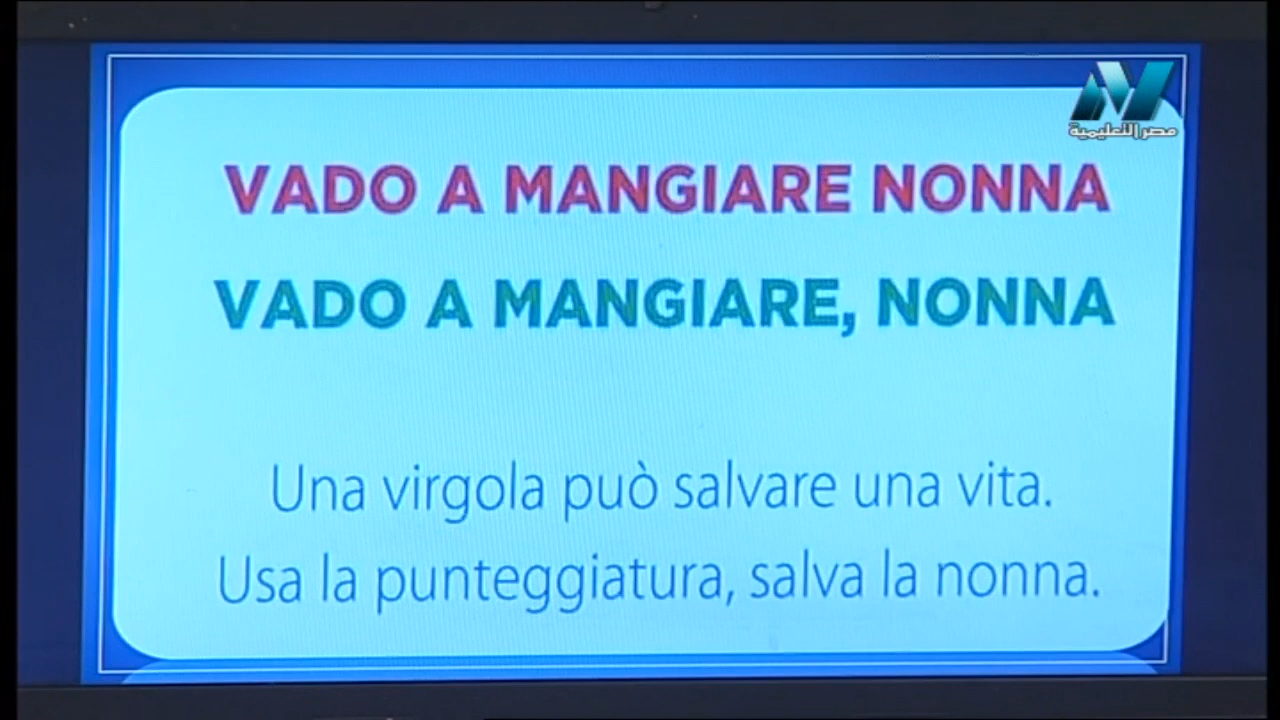 مصر التعليمية
VADO A MANGIARE NONNA
VADO A MANGIARE, NONNA
Una virgola può salvare una vita.
Usa la punteggiatura, salva la nonna.